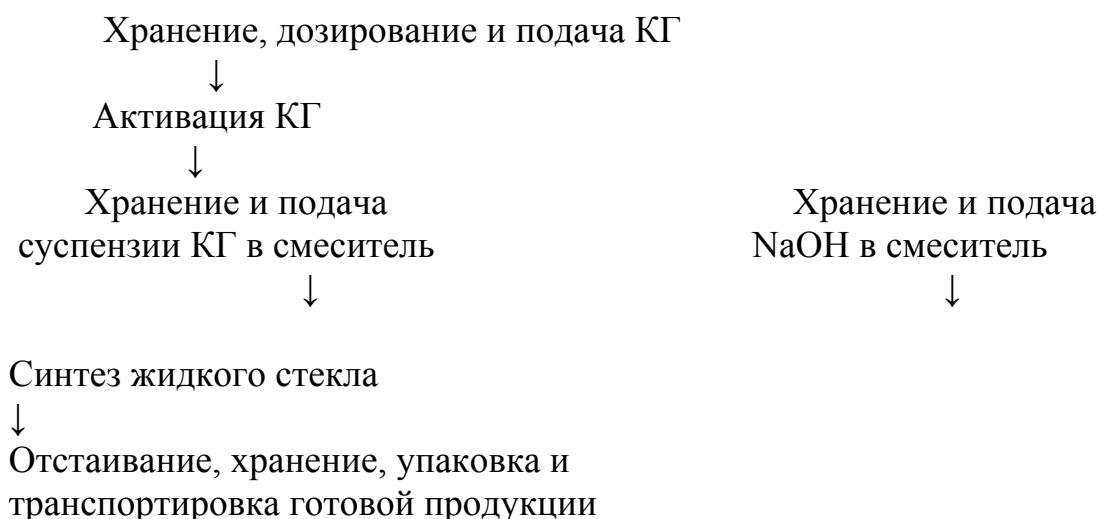 Хранение, дозирование и подача КГ
↓
Активация КГ
↓
Хранение и подача
суспензии КГ в смеситель
↓
Хранение и подача
NaOH в смеситель
↓
Синтез жидкого стекла
↓
Отстаивание, хранение, упаковка и
транспортировка готовой продукции